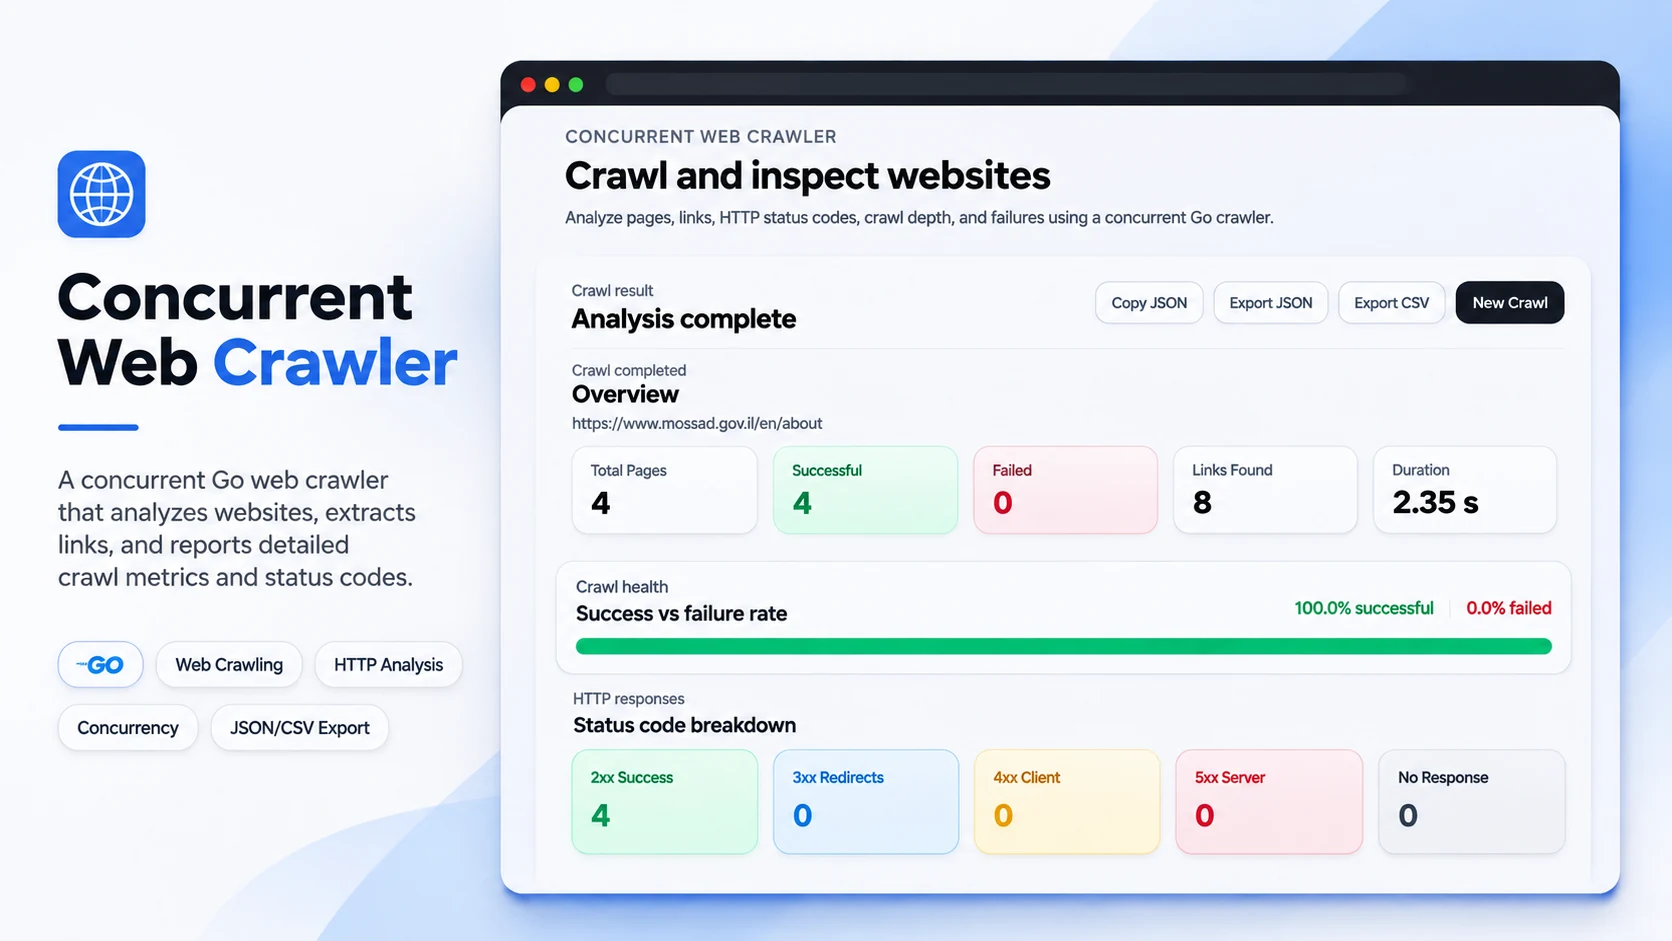 Concurrent
Web Crawler
A concurrent Go web crawler
that analyzes websites, extracts
links, and reports detailed
crawl metrics and status codes.
GO
Web Crawling
HTTP Analysis
Concurrency
JSON/CSV Export
CONCURRENT WEB CRAWLER
Crawl and inspect websites
Analyze pages, links, HTTP status codes, crawl depth, and failures using a concurrent Go crawler.
Crawl result
Analysis complete
Copy JSON
Export JSON
Export CSV
New Crawl
Crawl completed
Overview
https://www.mossad.gov.il/en/about
Total Pages
4
Successful
4
Failed
0
Links Found
8
Duration
2.35 s
Crawl health
Success vs failure rate
100.0% successful
0.0% failed
HTTP responses
Status code breakdown
2xx Success
4
3xx Redirects
0
4xx Client
0
5xx Server
0
No Response
0